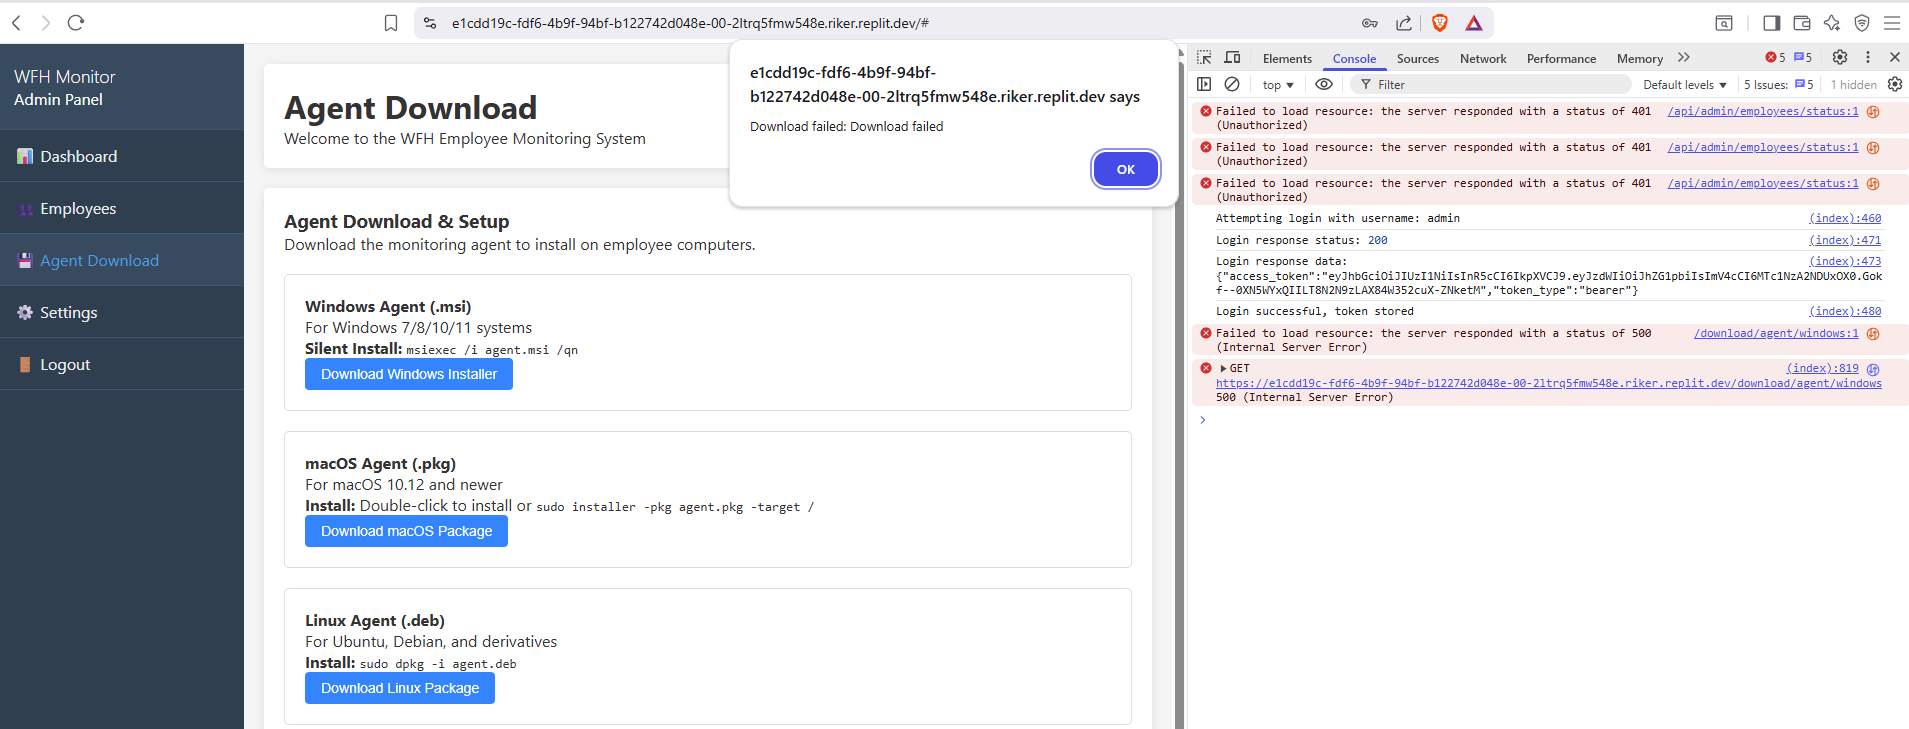 e1cdd19c-fdf6-4b9f-94bf-b122742d048e-00-2ltrq5fmw548e.riker.replit.dev/#
WFH Monitor
Admin Panel
Dashboard
Employees
Agent Download
Settings
Logout
Agent Download
Welcome to the WFH Employee Monitoring System
Agent Download & Setup
Download the monitoring agent to install on employee computers.
Windows Agent (.msi)
For Windows 7/8/10/11 systems
Silent Install: msiexec /i agent.msi /qn
Download Windows Installer
macOS Agent (.pkg)
For macOS 10.12 and newer
Install: Double-click to install or sudo installer -pkg agent.pkg -target /
Download macOS Package
Linux Agent (.deb)
For Ubuntu, Debian, and derivatives
Install: sudo dpkg -i agent.deb
Download Linux Package
e1cdd19c-fdf6-4b9f-94bf-
b122742d048e-00-2ltrq5fmw548e.riker.replit.dev says
Download failed: Download failed
OK
Elements Console Sources Network Performance Memory 5 5
top Filter Default levels 5 Issues: 5 1 hidden
Failed to load resource: the server responded with a status of 401 /api/admin/employees/status:1
(Unauthorized)
Failed to load resource: the server responded with a status of 401 /api/admin/employees/status:1
(Unauthorized)
Failed to load resource: the server responded with a status of 401 /api/admin/employees/status:1
(Unauthorized)
Attempting login with username: admin (index):460
Login response status: 200 (index):471
Login response data: (index):473
{"access_token":"eyJhbGciOiJIUzI1NiIsInR5cCI6IkpXVCJ9.eyJzdWIiOiJhZG1pbiIsImV4cCI6MTc1NzA2NDUxOX0.Gok
f--0XN5WYxQIILT8N2N9zLAX84W352cuX-ZNketM","token_type":"bearer"}
Login successful, token stored (index):480
Failed to load resource: the server responded with a status of 500 /download/agent/windows:1
(Internal Server Error)
GET (index):819
https://e1cdd19c-fdf6-4b9f-94bf-b122742d048e-00-2ltrq5fmw548e.riker.replit.dev/download/agent/windows
500 (Internal Server Error)